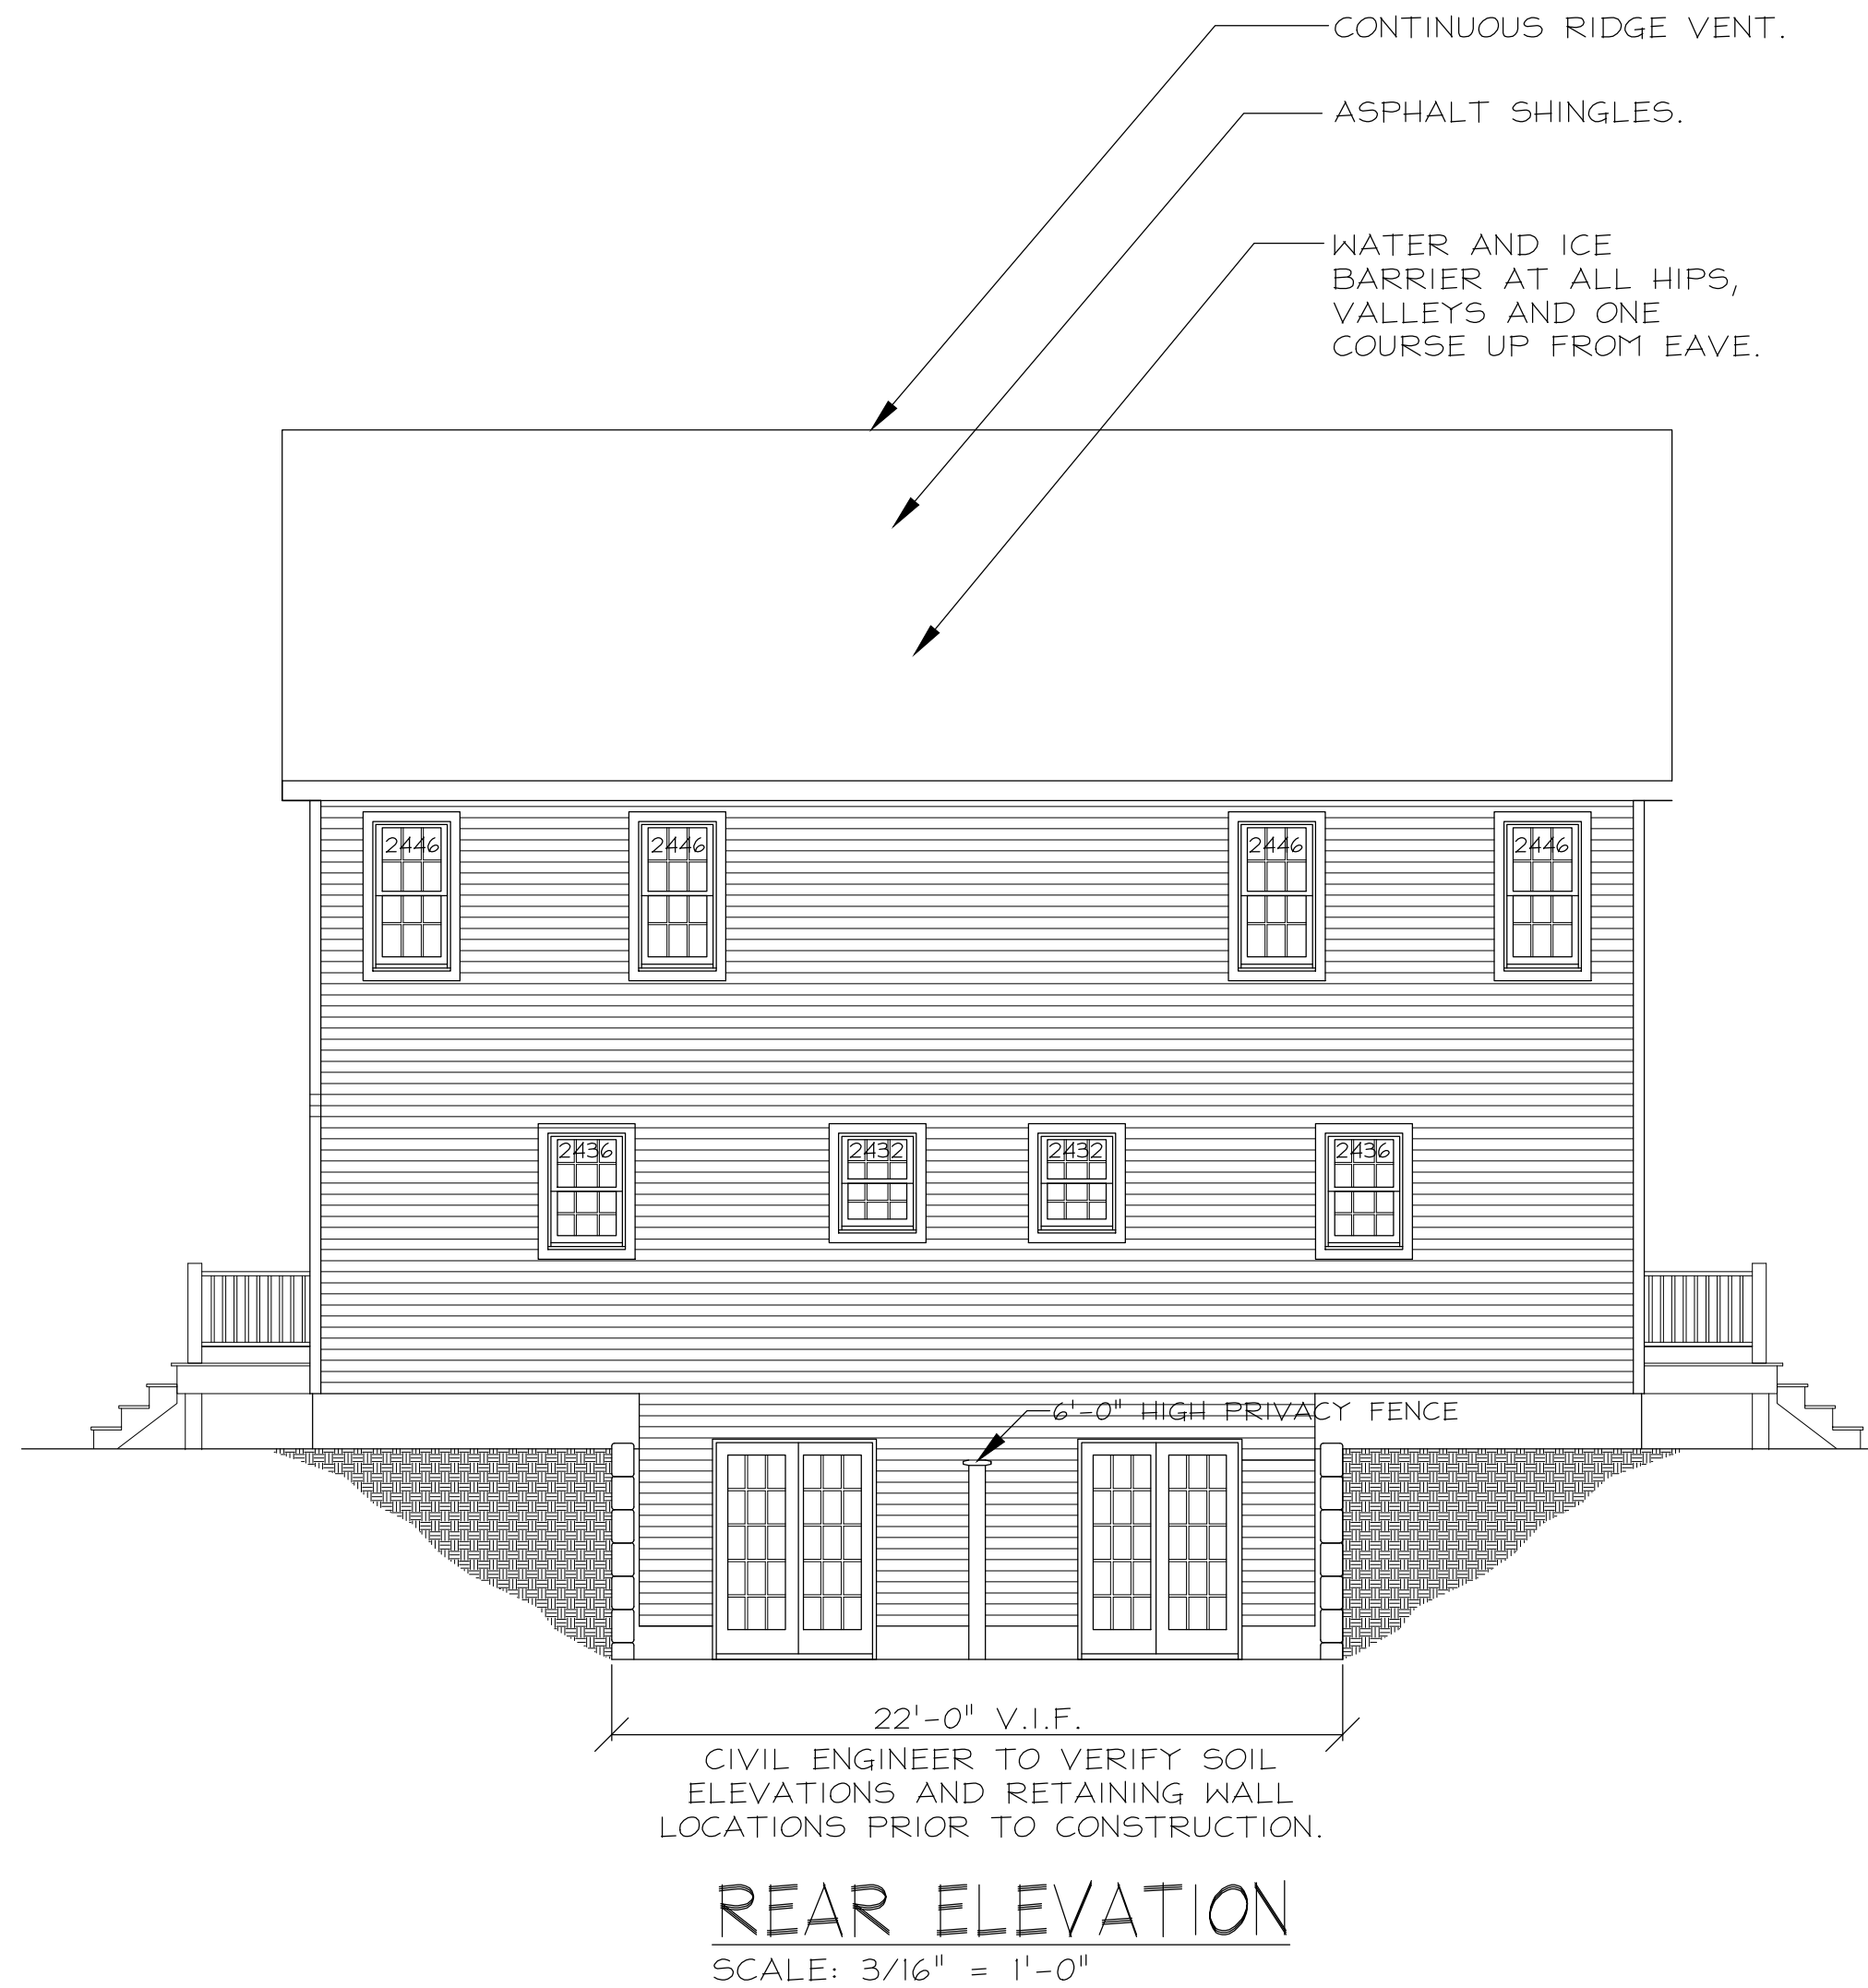 CONTINUOUS RIDGE VENT.
ASPHALT SHINGLES.
WATER AND ICE
BARRIER AT ALL HIPS,
VALLEYS AND ONE
COURSE UP FROM EAVE.
2446 2446 2446 2446
2436 2432 2432 2436
6'-0" HIGH PRIVACY FENCE
22'-0" V.I.F.
CIVIL ENGINEER TO VERIFY SOIL
ELEVATIONS AND RETAINING WALL
LOCATIONS PRIOR TO CONSTRUCTION.
REAR ELEVATION
SCALE: 3/16" = 1'-0"